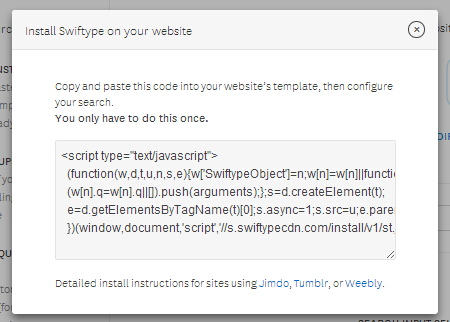 Install Swiftype on your website
Copy and paste this code into your website's template, then configure
your search.
You only have to do this once.
<script type="text/javascript">
(function(w,d,t,u,n,s,e){w['SwiftypeObject']=n;w[n]=w[n]||functi
(w[n].q=w[n].q||[]).push(arguments);};s=d.createElement(t);
e=d.getElementsByTagName(t)[0];s.async=1;s.src=u;e.pare
})(window,document,'script','//s.swiftypecdn.com/install/v1/st.
Detailed install instructions for sites using Jimdo, Tumblr, or Weebly.